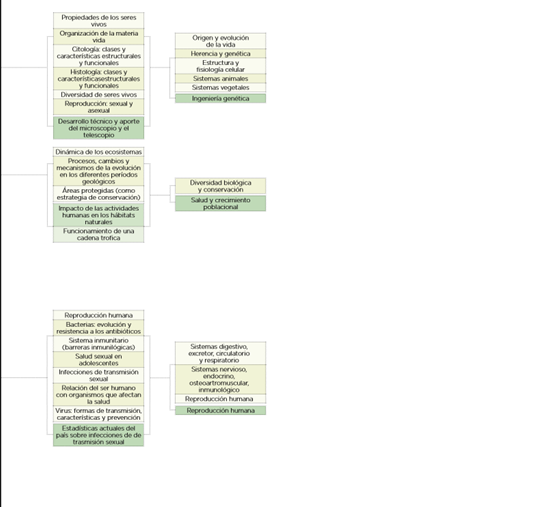 Propiedades de los seres
vivos
Organización de la materia
vida
Citología: clases y
características estructurales
y funcionales
Histología: clases y
característicasestructurales
y funcionales
Diversidad de seres vivos
Reproducción: sexual y
asexual
Desarrollo técnico y aporte
del microscopio y el
telescopio
Origen y evolución
de la vida
Herencia y genética
Estructura y
fisiología celular
Sistemas animales
Sistemas vegetales
Ingeniería genética
Dinámica de los ecosistemas
Procesos, cambios y
mecanismos de la evolución
en los diferentes períodos
geológicos
Áreas protegidas (como
estrategia de conservación)
Impacto de las actividades
humanas en los hábitats
naturales
Funcionamiento de una
cadena trofica
Diversidad biológica
y conservación
Salud y crecimiento
poblacional
Reproducción humana
Bacterias: evolución y
resistencia a los antibióticos
Sistema inmunitario
(barreras inmunilógicas)
Salud sexual en
adolescentes
Infecciones de transmisión
sexual
Relación del ser humano
con organismos que afectan
la salud
Virus: formas de transmisión,
características y prevención
Estadísticas actuales del
país sobre infecciones de de
trasmisión sexual
Sistemas digestivo,
excretor, circulatorio
y respiratorio
Sistemas nervioso,
endocrino,
osteoartromuscular,
inmunológico
Reproducción humana
Reproducción humana